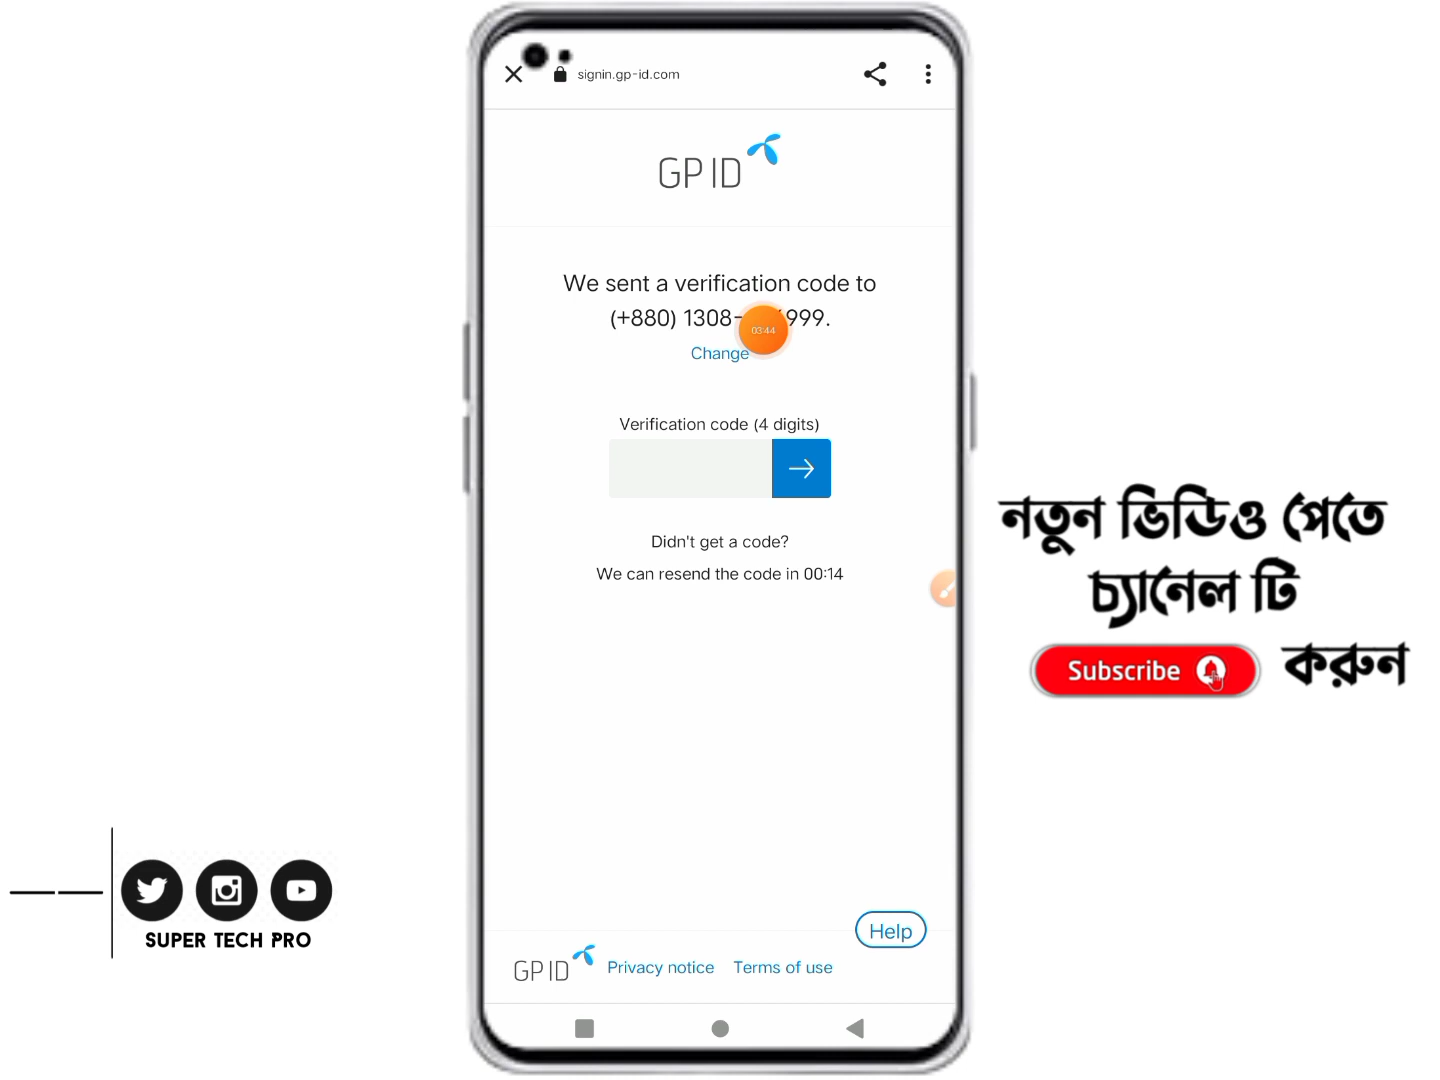 signin.gp-id.com
GP ID
We sent a verification code to
(+880) 1308- 999.
03:44
Change
Verification code (4 digits)
Didn't get a code?
We can resend the code in 00:14
নতুন ভিডিও পেতে
চ্যানেল টি
Subscribe করুন
SUPER TECH PRO
Help
GP ID Privacy notice Terms of use